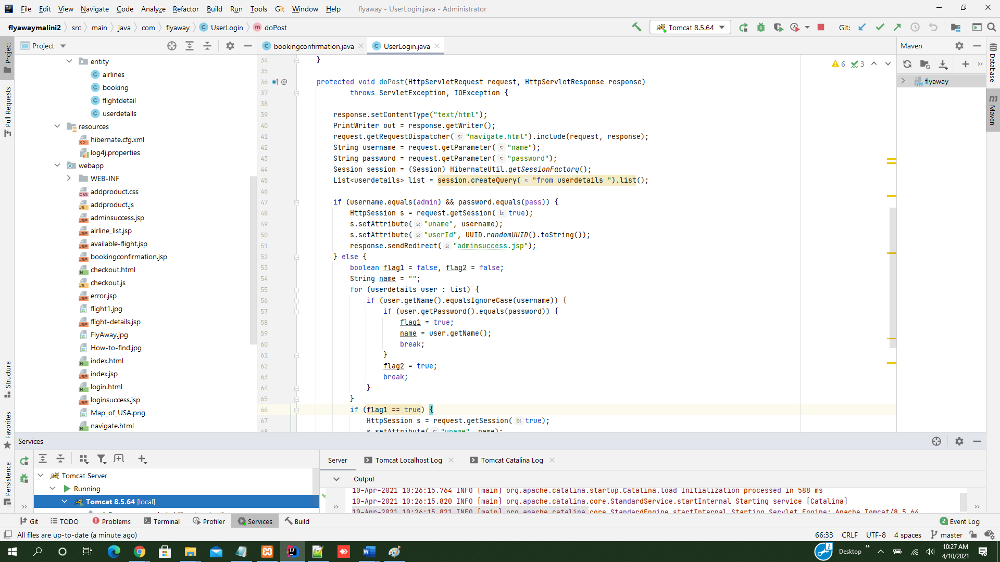 File Edit View Navigate Code Analyze Refactor Build Run Tools Git Window Help flyaway - UserLogin.java - Administrator
flyawaymalini2 src main java com flyaway UserLogin doPost Tomcat 8.5.64 Git:
Project
Pull Requests
Structure
Favorites
Persistence
Project
entity
airlines
booking
flightdetail
userdetails
resources
hibernate.cfg.xml
log4j.properties
webapp
WEB-INF
addproduct.css
addproduct.js
adminsuccess.jsp
airline_list.jsp
available-flight.jsp
bookingconfirmation.jsp
checkout.html
checkout.js
error.jsp
flight1.jpg
flight-details.jsp
FlyAway.jpg
How-to-find.jpg
index.html
index.jsp
login.html
loginsuccess.jsp
Map_of_USA.png
navigate.html
bookingconfirmation.java UserLogin.java
6 3
34 }
35
36 protected void doPost(HttpServletRequest request, HttpServletResponse response)
37 throws ServletException, IOException {
38
39 response.setContentType("text/html");
40 PrintWriter out = response.getWriter();
41 request.getRequestDispatcher( s: "navigate.html").include(request, response);
42 String username = request.getParameter( s: "name");
43 String password = request.getParameter( s: "password");
44 Session session = (Session) HibernateUtil.getSessionFactory();
45 List<userdetails> list = session.createQuery( s: "from userdetails ").list();
46
47 if (username.equals(admin) && password.equals(pass)) {
48 HttpSession s = request.getSession( b: true);
49 s.setAttribute( s: "uname", username);
50 s.setAttribute( s: "userId", UUID.randomUUID().toString());
51 response.sendRedirect( s: "adminsuccess.jsp");
52 } else {
53 boolean flag1 = false, flag2 = false;
54 String name = "";
55 for (userdetails user : list) {
56 if (user.getName().equalsIgnoreCase(username)) {
57 if (user.getPassword().equals(password)) {
58 flag1 = true;
59 name = user.getName();
60 break;
61 }
62 flag2 = true;
63 break;
64 }
65 }
66 if (flag1 == true) {
67 HttpSession s = request.getSession( b: true);
68 s.setAttribute( s: "uname", name);
Maven
flyaway
Database
Maven
Services
Tomcat Server
Running
Tomcat 8.5.64 [local]
Server Tomcat Localhost Log Tomcat Catalina Log
Output
10-Apr-2021 10:26:15.764 INFO [main] org.apache.catalina.startup.Catalina.load Initialization processed in 588 ms
10-Apr-2021 10:26:15.820 INFO [main] org.apache.catalina.core.StandardService.startInternal Starting service [Catalina]
10-Apr-2021 10:26:15.821 INFO [main] org.apache.catalina.core.StandardEngine.startInternal Starting Servlet Engine: Apache Tomcat/8.5.64
Git TODO Problems Terminal Profiler Services Build 2 Event Log
All files are up-to-date (a minute ago) 66:33 CRLF UTF-8 4 spaces master
Desktop
10:27 AM
4/10/2021